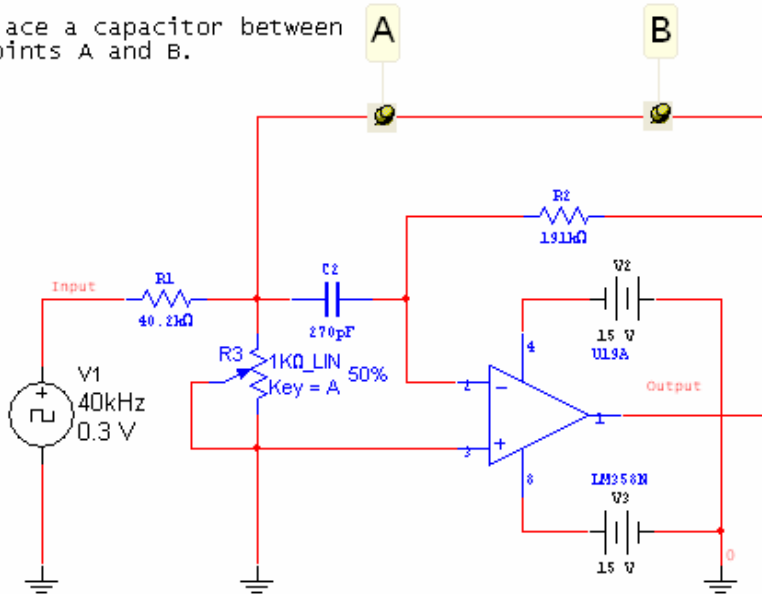 ace a capacitor between
oints A and B.
A
B
R2
191kΩ
Input
R1
40.2kΩ
C2
270pF
V2
15 V
U19A
R3
1KΩ_LIN
50%
Key = A
4
V1
40kHz
0.3 V
2
Output
1
3
8
LM358N
V3
15 V
0